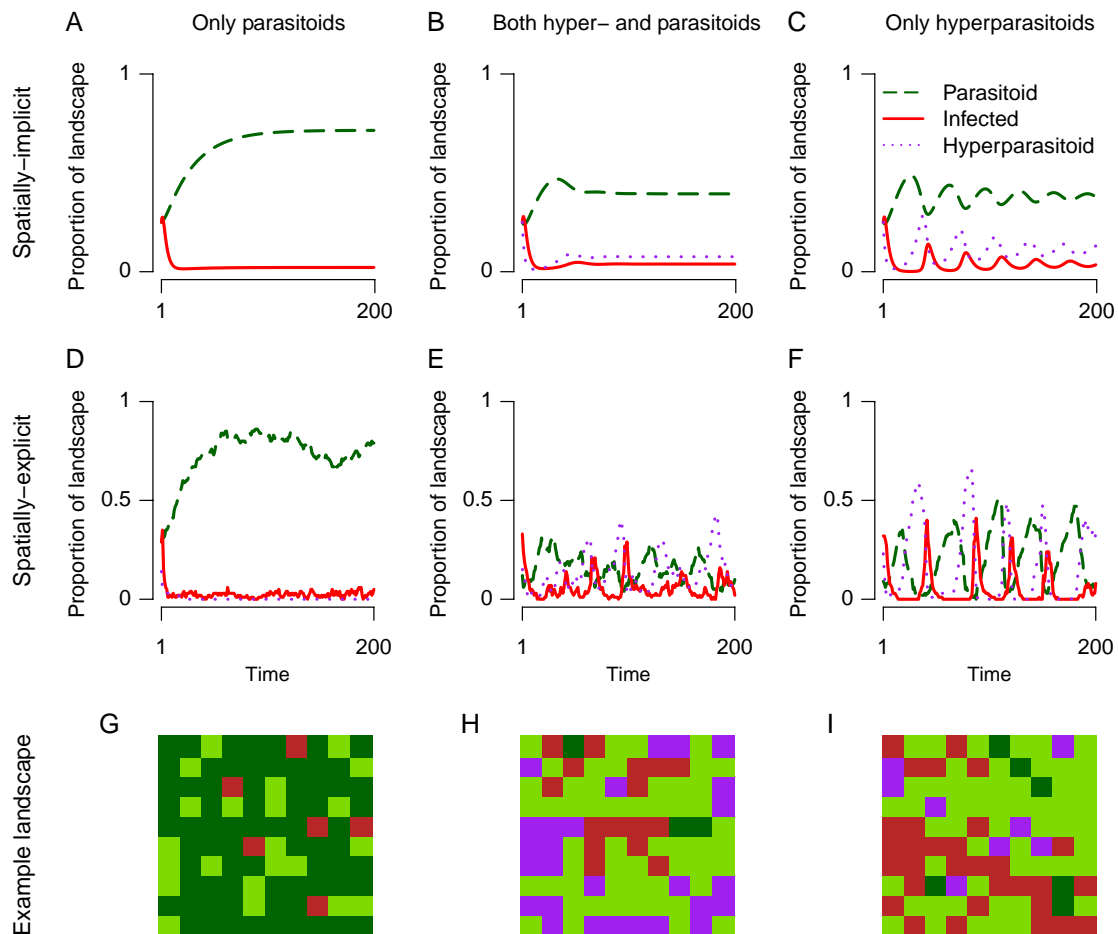 A Only parasitoids
B Both hyper− and parasitoids
C Only hyperparasitoids
Spatially−implicit
Proportion of landscape
1
0
1
200
Proportion of landscape
1
0
1
200
Proportion of landscape
1
0
1
200
Parasitoid
Infected
Hyperparasitoid
Spatially−explicit
D
Proportion of landscape
1
0.5
0
1
200
Time
E
Proportion of landscape
1
0.5
0
1
200
Time
F
Proportion of landscape
1
0.5
0
1
200
Time
Example landscape
G
H
I